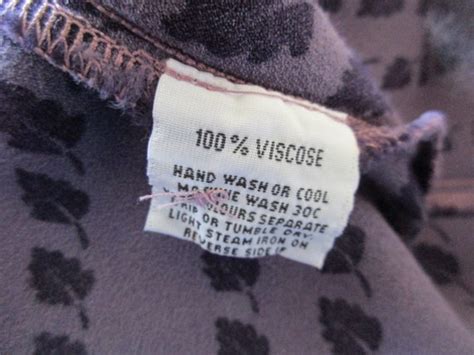 100% VISCOSE
HAND WASH OR COOL
MACHINE WASH 30C
COLOURS SEPARATE
LIGHT OR TUMBLE DRY
STEAM IRON ON
REVERSE SIDE IF